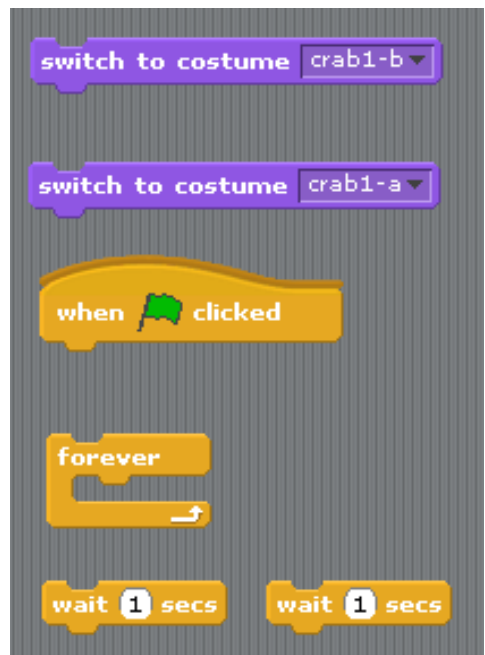 switch to costume crab1-b
switch to costume crab1-a
when clicked
forever
wait 1 secs
wait 1 secs